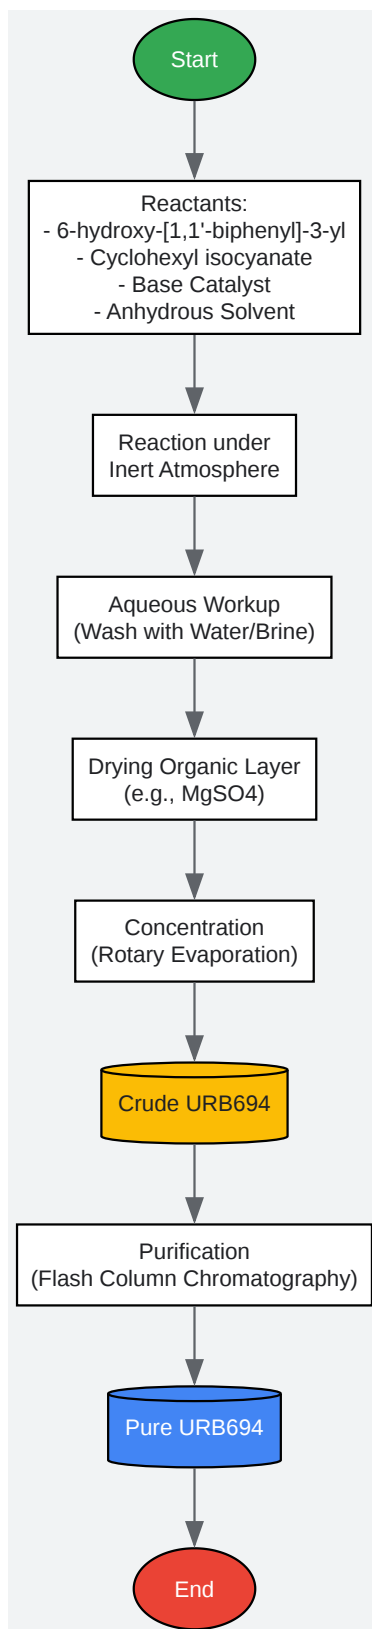 Start
Reactants:
- 6-hydroxy-[1,1'-biphenyl]-3-yl
- Cyclohexyl isocyanate
- Base Catalyst
- Anhydrous Solvent
Reaction under
Inert Atmosphere
Aqueous Workup
(Wash with Water/Brine)
Drying Organic Layer
(e.g., MgSO4)
Concentration
(Rotary Evaporation)
Crude URB694
Purification
(Flash Column Chromatography)
Pure URB694
End